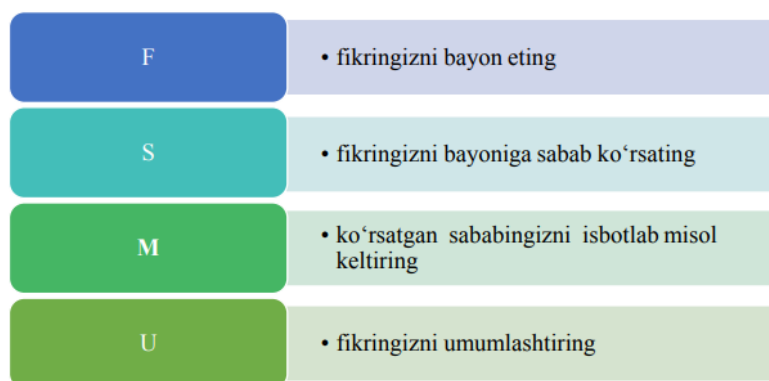 F
• fikringizni bayon eting
S
• fikringizni bayoniga sabab ko‘rsating
M
• ko‘rsatgan sababingizni isbotlab misol
keltiring
U
• fikringizni umumlashtiring